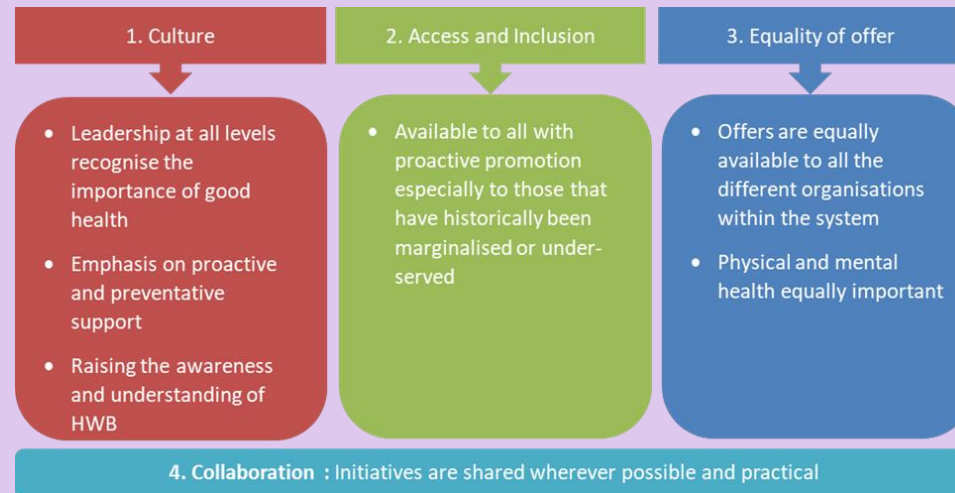 1. Culture
• Leadership at all levels
recognise the
importance of good
health
• Emphasis on proactive
and preventative
support
• Raising the awareness
and understanding of
HWB
2. Access and Inclusion
• Available to all with
proactive promotion
especially to those that
have historically been
marginalised or under-
served
3. Equality of offer
• Offers are equally
available to all the
different organisations
within the system
• Physical and mental
health equally important
4. Collaboration : Initiatives are shared wherever possible and practical